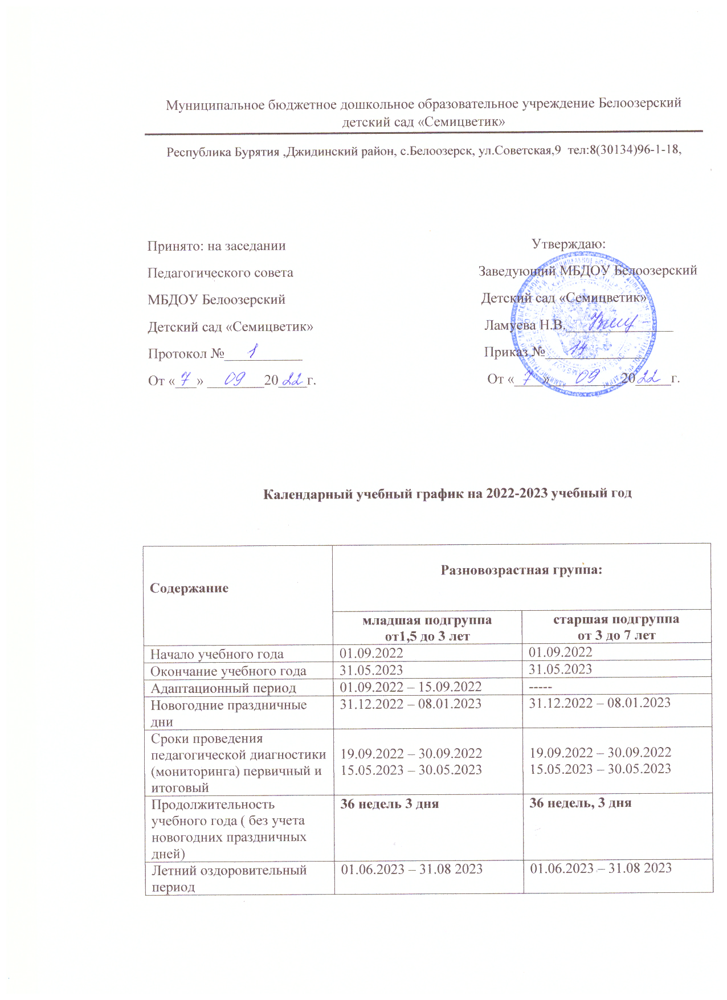 Муниципальное бюджетное дошкольное образовательное учреждение Белоозерский
детский сад «Семицветик»
Республика Бурятия ,Джидинский район, с.Белоозерск, ул.Советская,9 тел:8(30134)96-1-18,
Принято: на заседании
Педагогического совета
МБДОУ Белоозерский
Детский сад «Семицветик»
Протокол №___1___
От «_7_» ___09___20_22_г.
Утверждаю:
Заведующий МБДОУ Белоозерский
Детский сад «Семицветик»
Ламуева Н.В.__________
Приказ №___14___
От «_7_»___09___20_22_г.
Календарный учебный график на 2022-2023 учебный год
Содержание
Разновозрастная группа:
младшая подгруппа
от1,5 до 3 лет
старшая подгруппа
от 3 до 7 лет
Начало учебного года 01.09.2022 01.09.2022
Окончание учебного года 31.05.2023 31.05.2023
Адаптационный период 01.09.2022 – 15.09.2022 -----
Новогодние праздничные 31.12.2022 – 08.01.2023 31.12.2022 – 08.01.2023
дни
Сроки проведения
педагогической диагностики 19.09.2022 – 30.09.2022 19.09.2022 – 30.09.2022
(мониторинга) первичный и 15.05.2023 – 30.05.2023 15.05.2023 – 30.05.2023
итоговый
Продолжительность 36 недель 3 дня 36 недель, 3 дня
учебного года ( без учета
новогодних праздничных
дней)
Летний оздоровительный 01.06.2023 – 31.08 2023 01.06.2023 – 31.08 2023
период